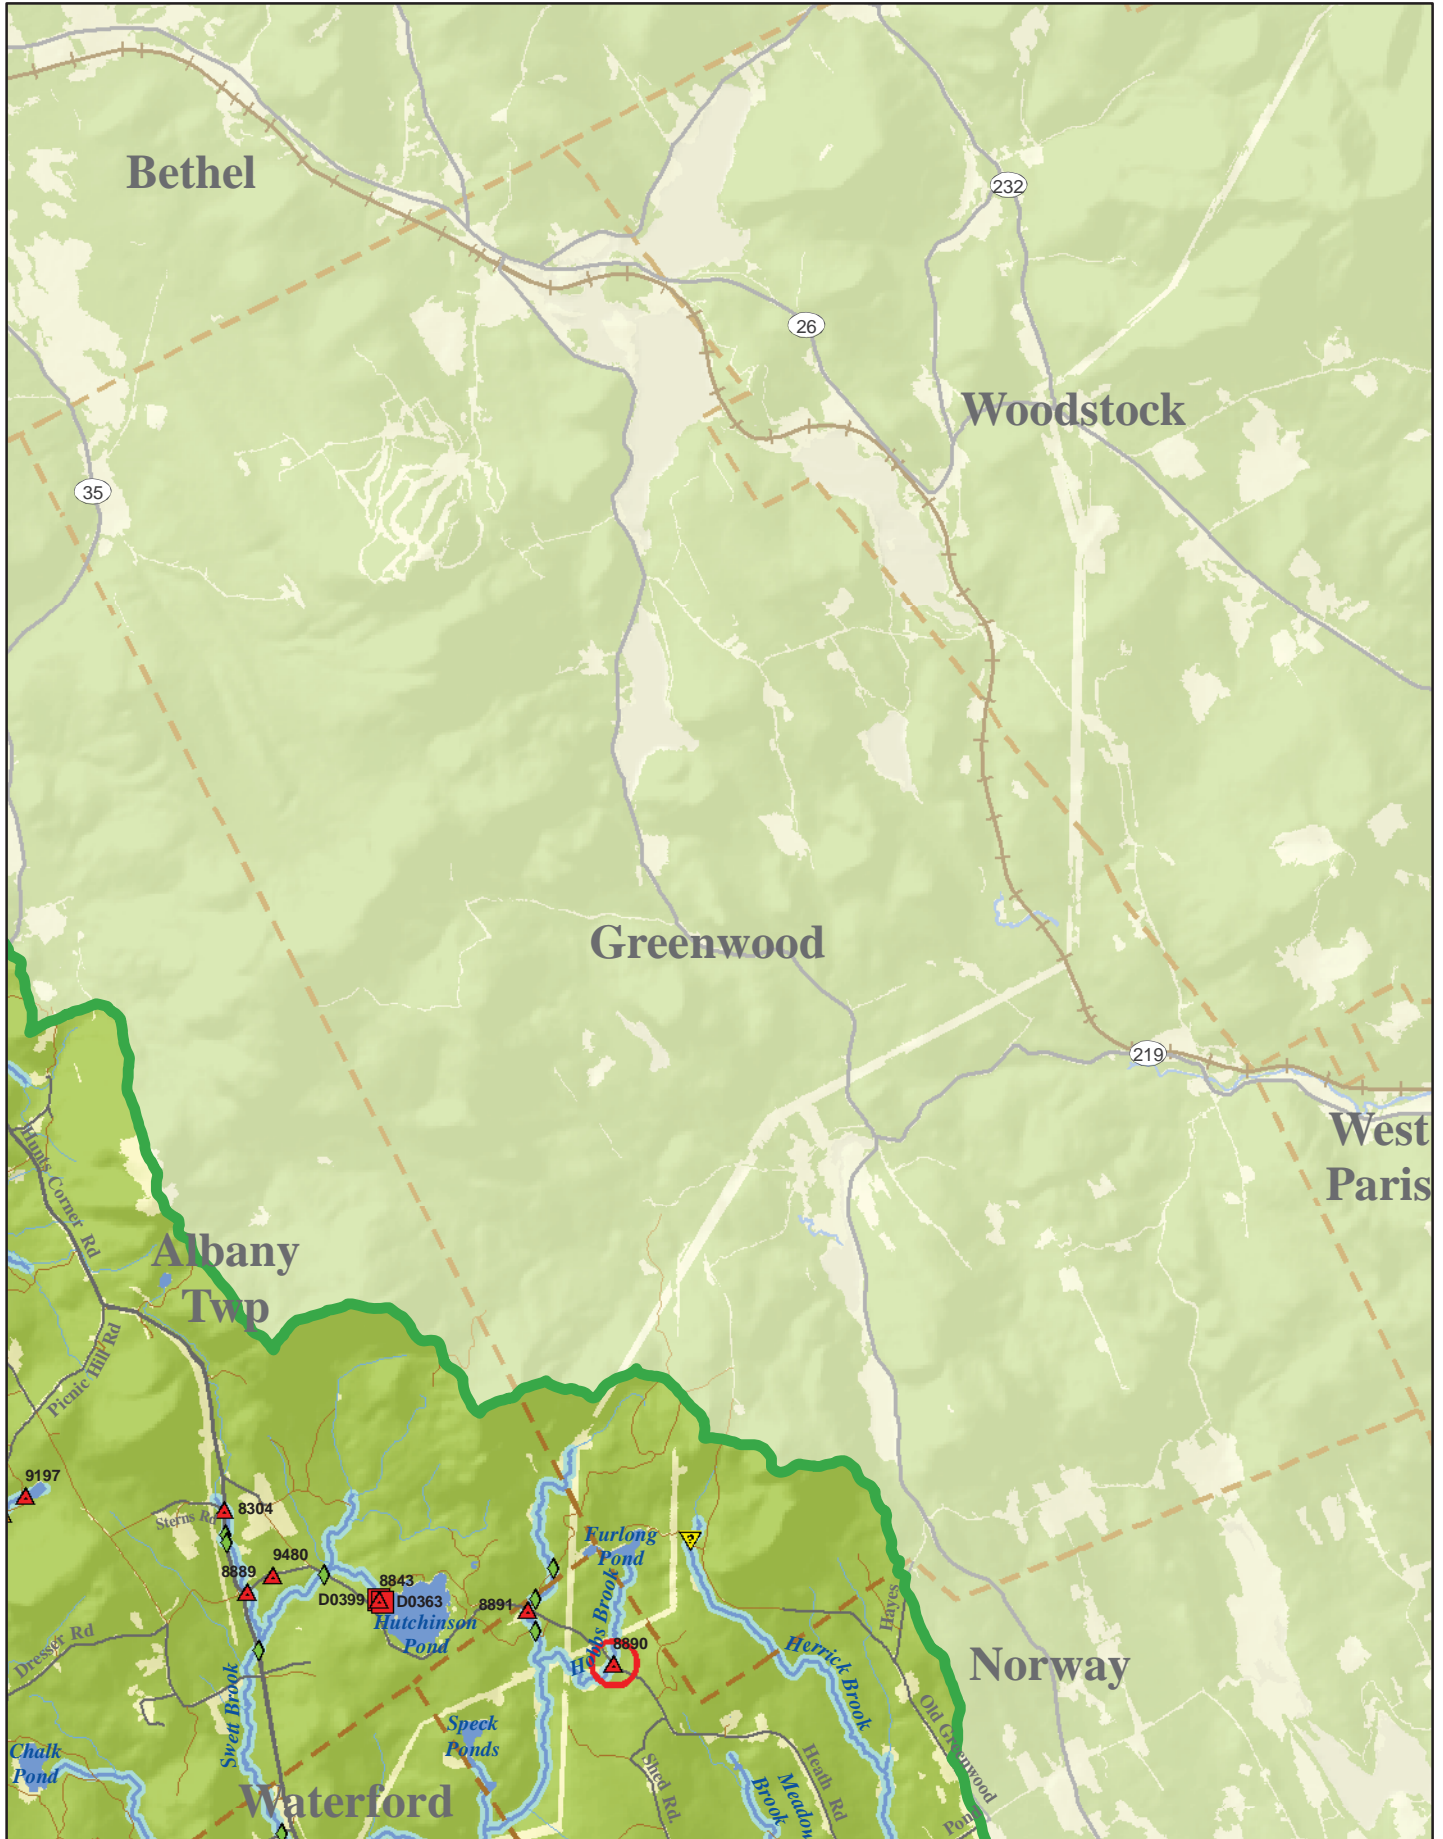 Bethel
232
26
Woodstock
35
Greenwood
219
West
Paris
Hunts Corner Rd
Albany
Twp
Picnic Hill Rd
9197
8304
Sterns Rd
Furlong
Pond
9480
8889
8843
D0399
D0363
8891
Hutchinson
Pond
Hobbs Brook
8890
Hayes
Dresser Rd
Herrick Brook
Norway
Swett Brook
Old Greenwood
Speck
Ponds
Chalk
Pond
Shed Rd.
Heath Rd
Meadow
Brook
Waterford
Pond